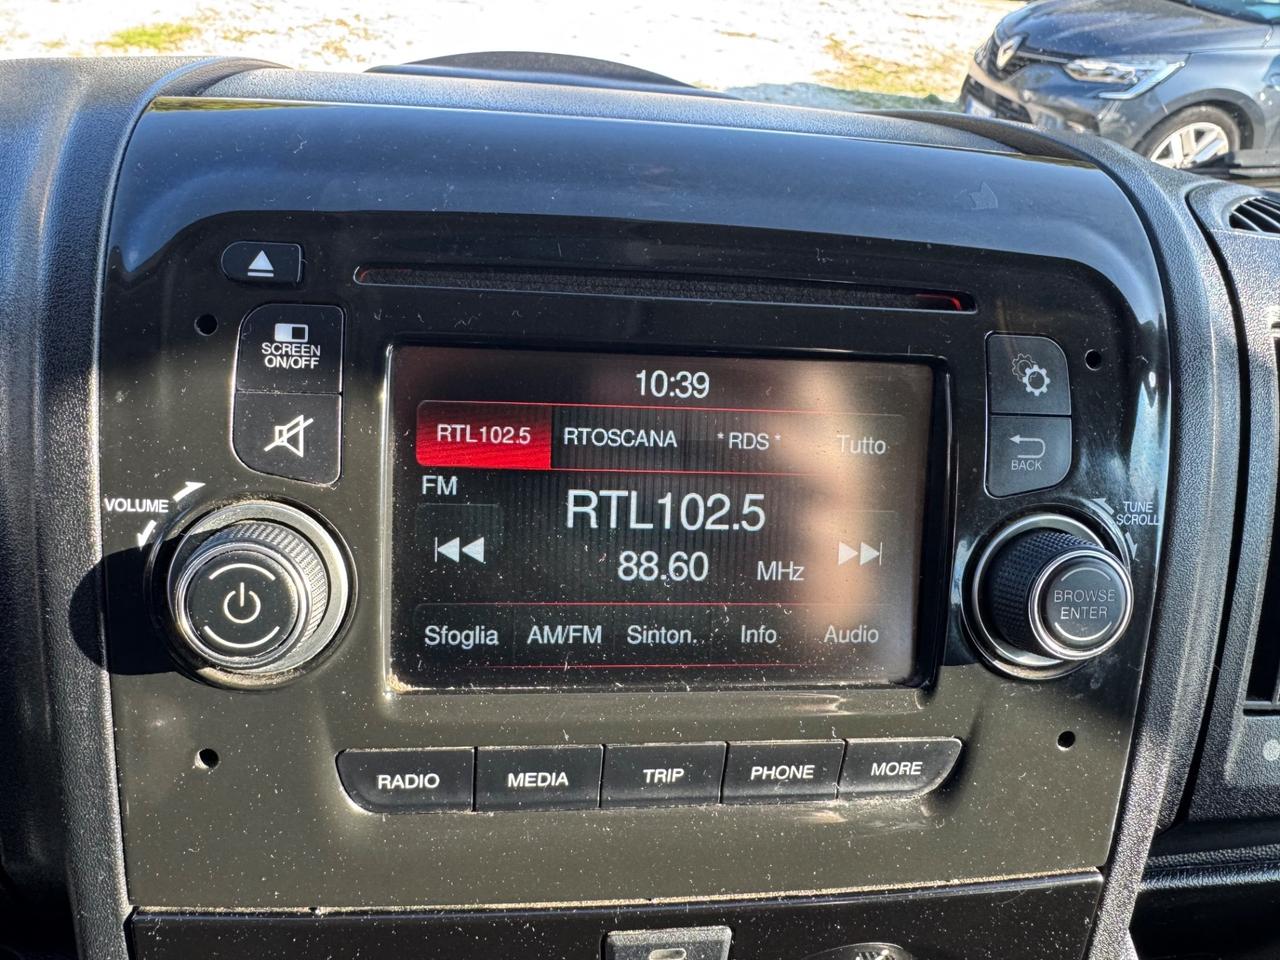 SCREEN
ON/OFF
VOLUME
10:39
RTL102.5 RTOSCANA *RDS* Tutto
FM
RTL102.5
88.60 MHz
Sfoglia AM/FM Sinton.. Info Audio
BACK
TUNE
SCROLL
BROWSE
ENTER
RADIO MEDIA TRIP PHONE MORE